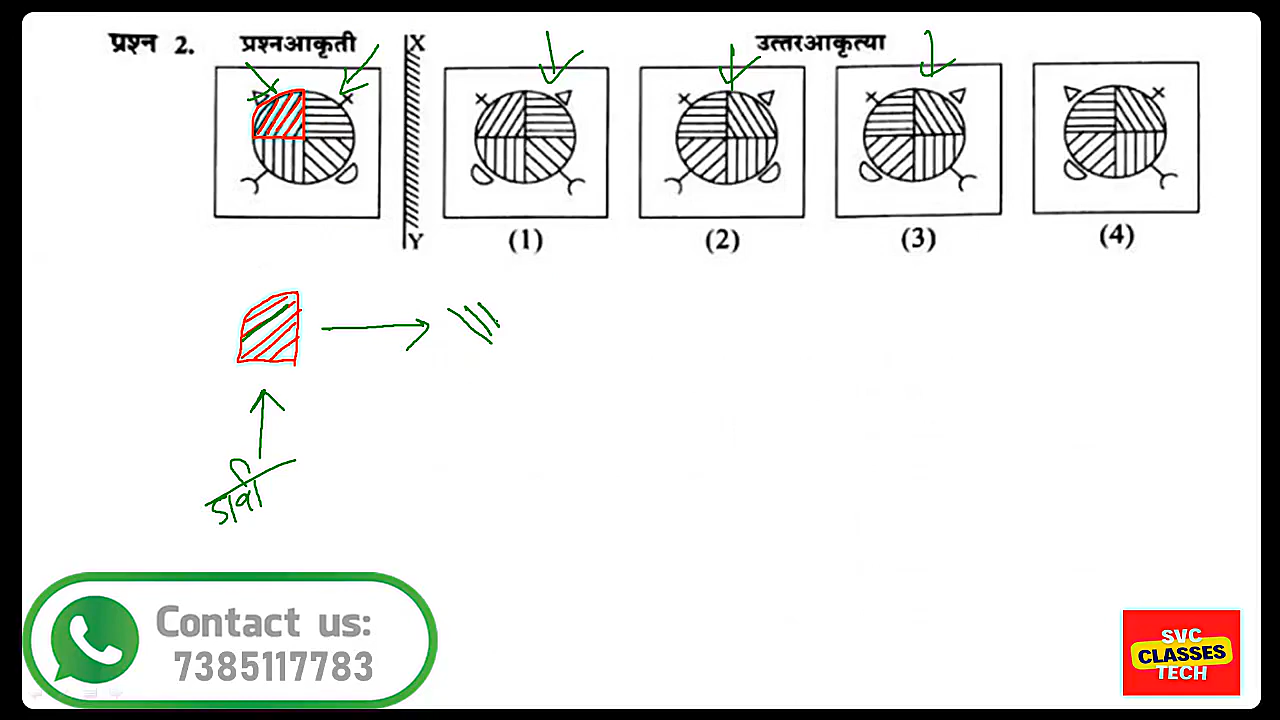 प्रश्न 2. प्रश्नआकृती X उत्तरआकृत्या
Y (1) (2) (3) (4)
डावी
Contact us:
7385117783
SVC
CLASSES
TECH